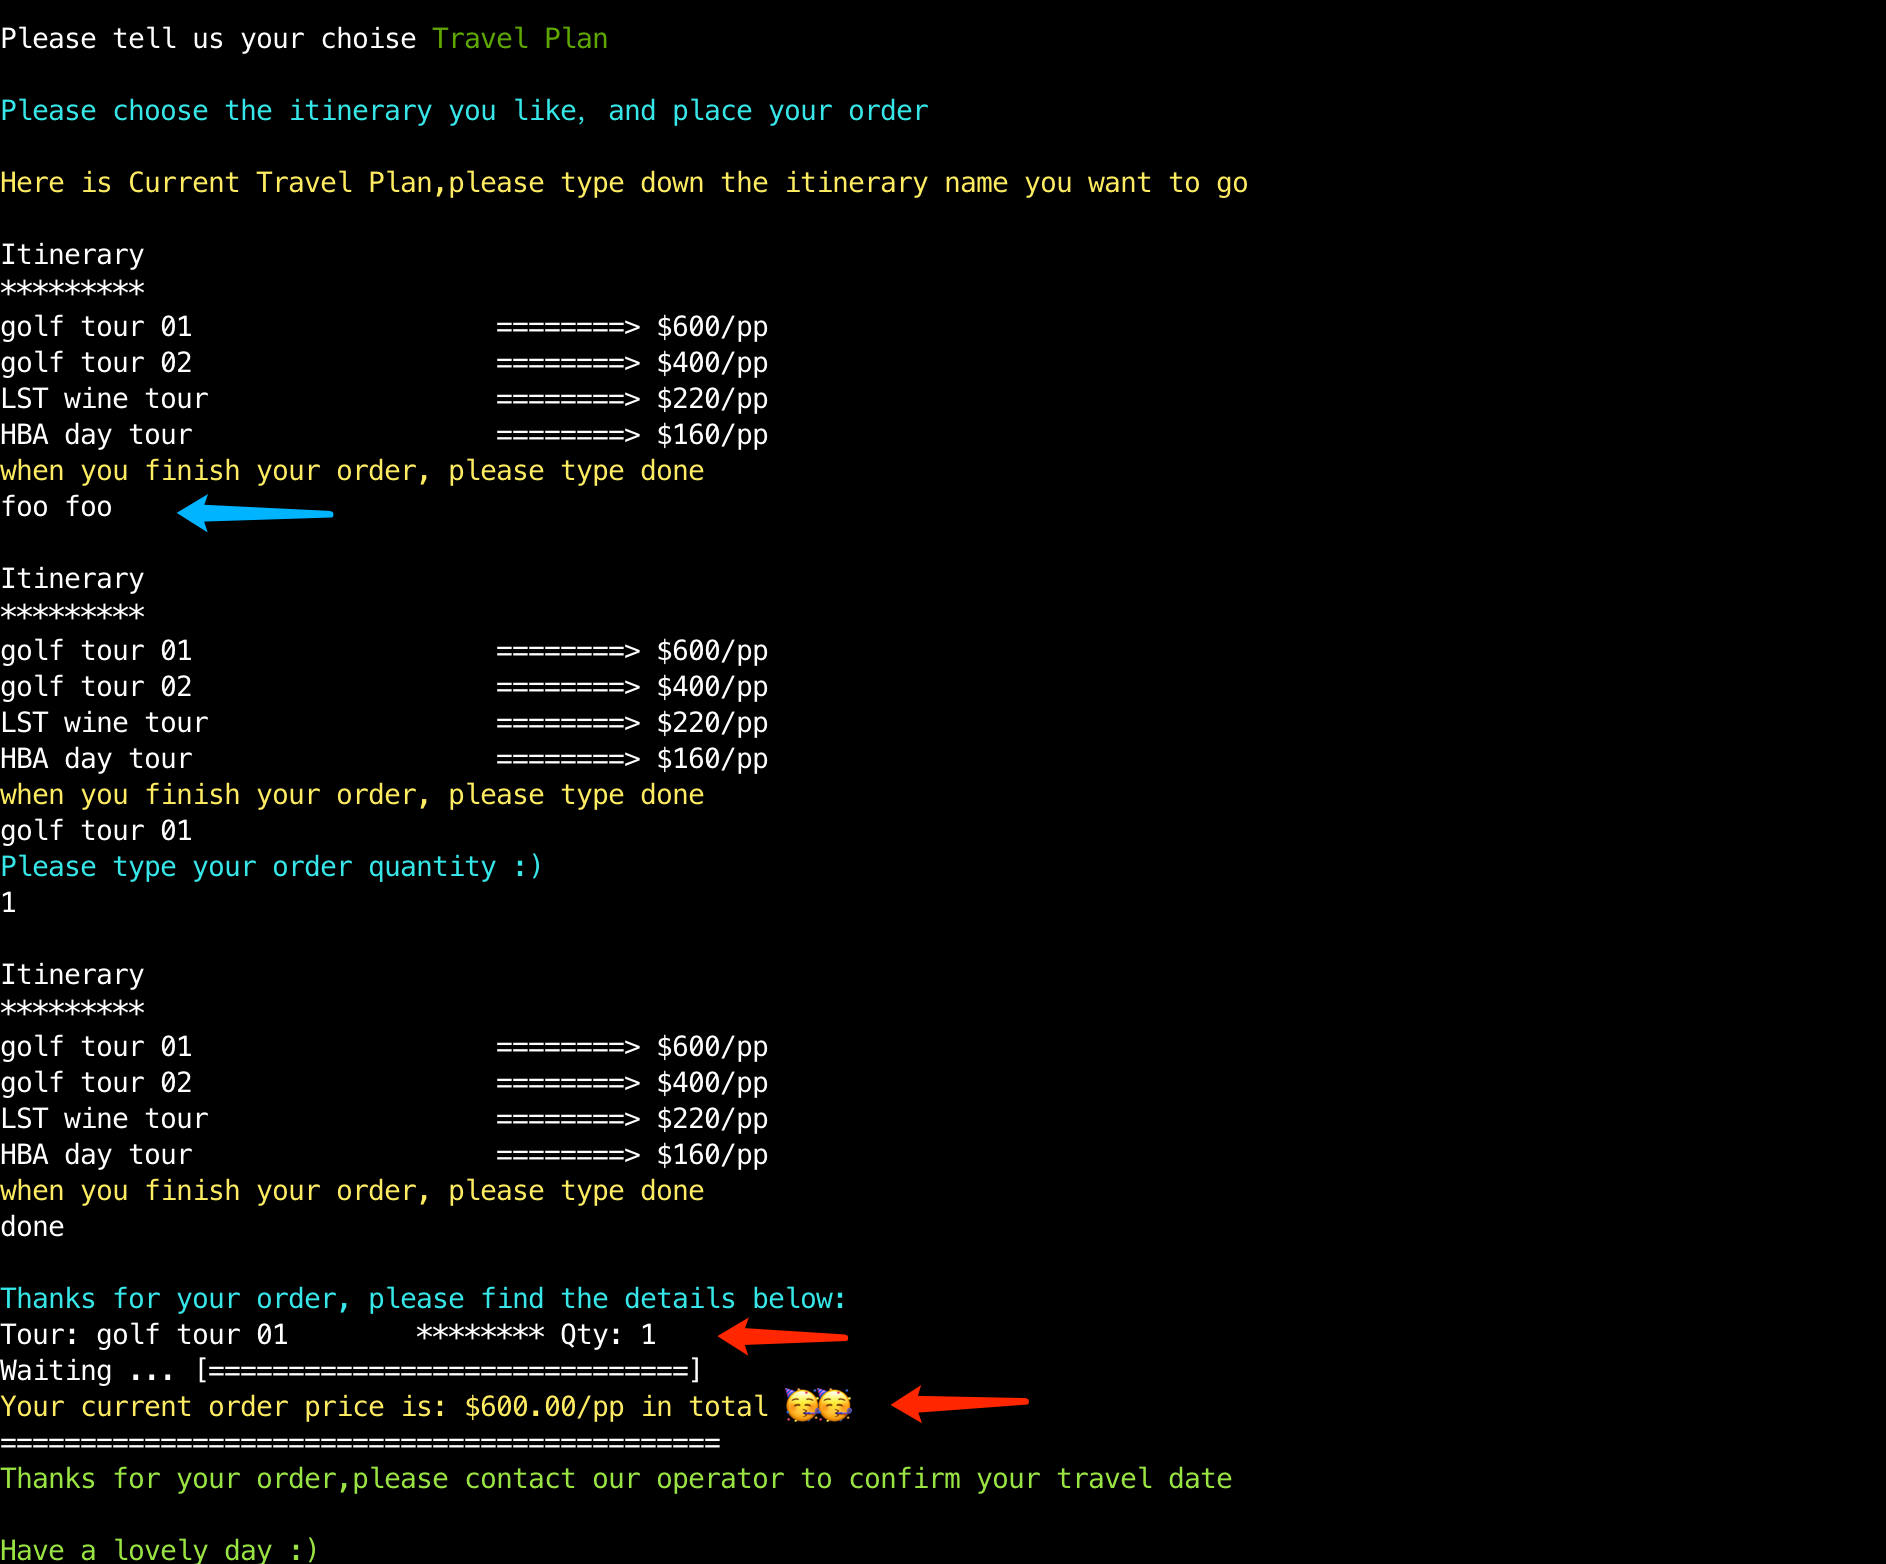 Please tell us your choise Travel Plan
Please choose the itinerary you like, and place your order
Here is Current Travel Plan,please type down the itinerary name you want to go
Itinerary
*********
golf tour 01 ========> $600/pp
golf tour 02 ========> $400/pp
LST wine tour ========> $220/pp
HBA day tour ========> $160/pp
when you finish your order, please type done
foo foo
Itinerary
*********
golf tour 01 ========> $600/pp
golf tour 02 ========> $400/pp
LST wine tour ========> $220/pp
HBA day tour ========> $160/pp
when you finish your order, please type done
golf tour 01
Please type your order quantity :)
1
Itinerary
*********
golf tour 01 ========> $600/pp
golf tour 02 ========> $400/pp
LST wine tour ========> $220/pp
HBA day tour ========> $160/pp
when you finish your order, please type done
done
Thanks for your order, please find the details below:
Tour: golf tour 01 ******** Qty: 1
Waiting ... [==============================]
Your current order price is: $600.00/pp in total 🥳🥳
=============================================
Thanks for your order,please contact our operator to confirm your travel date
Have a lovely day :)